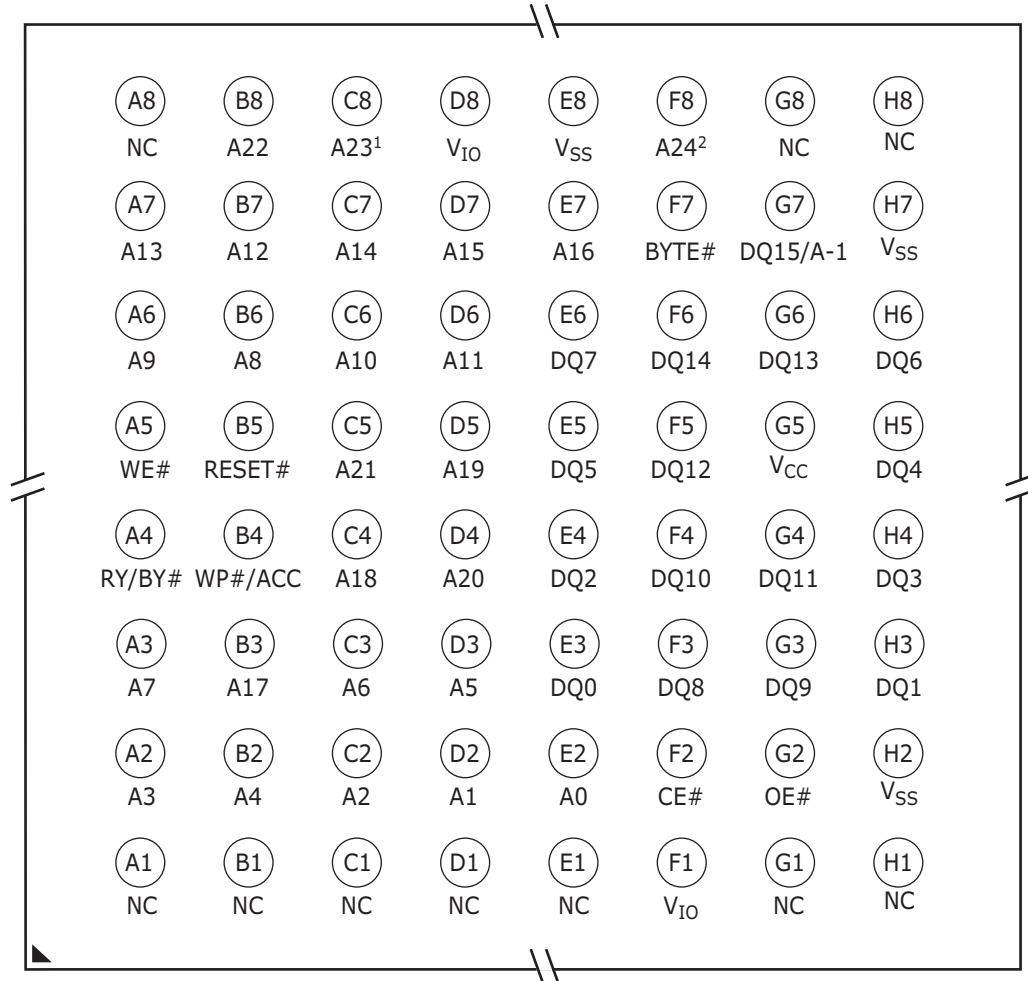 A8 B8 C8 D8 E8 F8 G8 H8
NC A22 A23¹ V_IO V_SS A24² NC NC
A7 B7 C7 D7 E7 F7 G7 H7
A13 A12 A14 A15 A16 BYTE# DQ15/A-1 V_SS
A6 B6 C6 D6 E6 F6 G6 H6
A9 A8 A10 A11 DQ7 DQ14 DQ13 DQ6
A5 B5 C5 D5 E5 F5 G5 H5
WE# RESET# A21 A19 DQ5 DQ12 V_CC DQ4
A4 B4 C4 D4 E4 F4 G4 H4
RY/BY# WP#/ACC A18 A20 DQ2 DQ10 DQ11 DQ3
A3 B3 C3 D3 E3 F3 G3 H3
A7 A17 A6 A5 DQ0 DQ8 DQ9 DQ1
A2 B2 C2 D2 E2 F2 G2 H2
A3 A4 A2 A1 A0 CE# OE# V_SS
A1 B1 C1 D1 E1 F1 G1 H1
NC NC NC NC NC V_IO NC NC